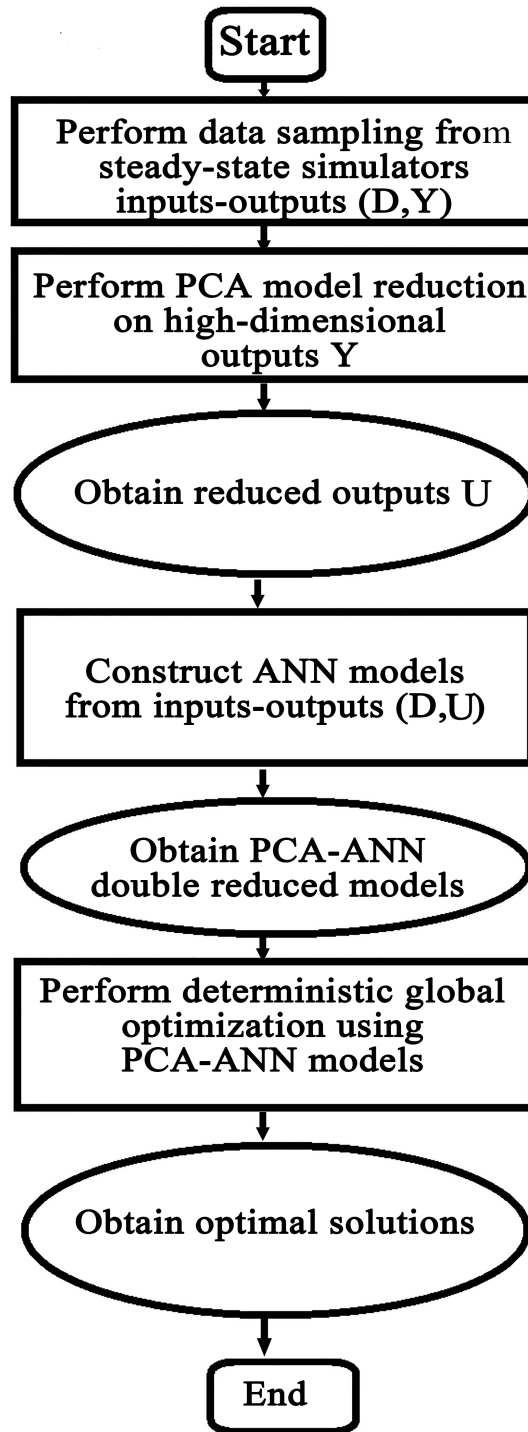 Start
Perform data sampling from
steady-state simulators
inputs-outputs (D,Y)
Perform PCA model reduction
on high-dimensional
outputs Y
Obtain reduced outputs U
Construct ANN models
from inputs-outputs (D,U)
Obtain PCA-ANN
double reduced models
Perform deterministic global
optimization using
PCA-ANN models
Obtain optimal solutions
End